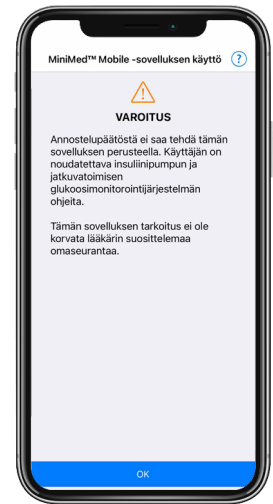 MiniMed™ Mobile -sovelluksen käyttö ?
VAROITUS
Annostelupäätöstä ei saa tehdä tämän
sovelluksen perusteella. Käyttäjän on
noudatettava insuliinipumpun ja
jatkuvatoimisen
glukoosimonitorointijärjestelmän
ohjeita.
Tämän sovelluksen tarkoitus ei ole
korvata lääkärin suosittelemaa
omaseurantaa.
OK